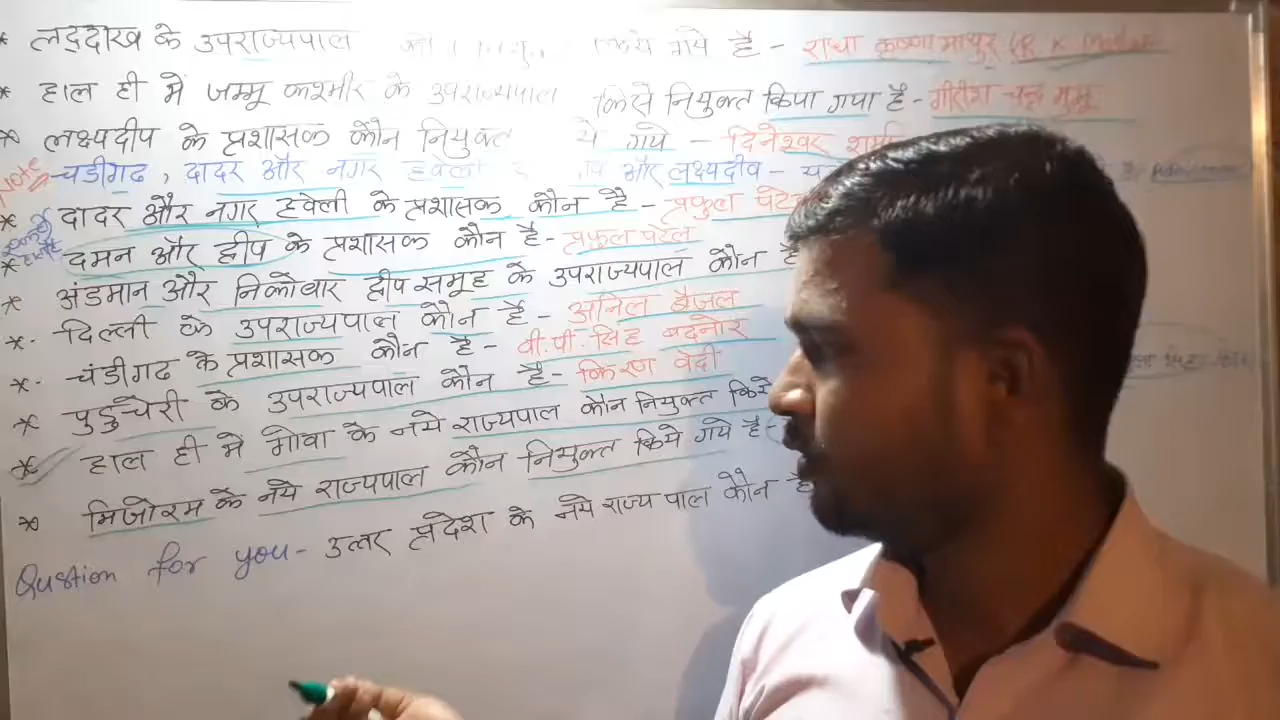 * लद्दाख के उपराज्यपाल किये गये है - राधा कृष्णा माथुर (R K
* हाल ही मे जम्मू कश्मीर के उपराज्यपाल किसे नियुक्त किया गया है - गीरीश चन्द्र मुर्मू
* लक्ष्यदीप के प्रशासक कौन नियुक्त गये - दिनेश्वर शर्मा
Note चडीगढ, दादर और नगर हवेली और लक्ष्यदीव -
* दादर और नगर हवेली के प्रशासक कौन है - प्रफुल पटेल
* दमन और द्वीप के प्रशासक कौन है - प्रफुल पटेल
* अंडमान और निकोबार द्वीप समूह के उपराज्यपाल कौन है
* दिल्ली के उपराज्यपाल कौन है - अनिल बैजल
* चंडीगढ के प्रशासक कौन है - वी.पी. सिंह बदनोर
* पुडुचेरी के उपराज्यपाल कौन है - किरण वेदी
* हाल ही मे गोवा के नये राज्यपाल कौन नियुक्त किये
* मिजोरम के नये राज्यपाल कौन नियुक्त किये गये है -
Question for you - उत्तर प्रदेश के नये राज्यपाल कौन है